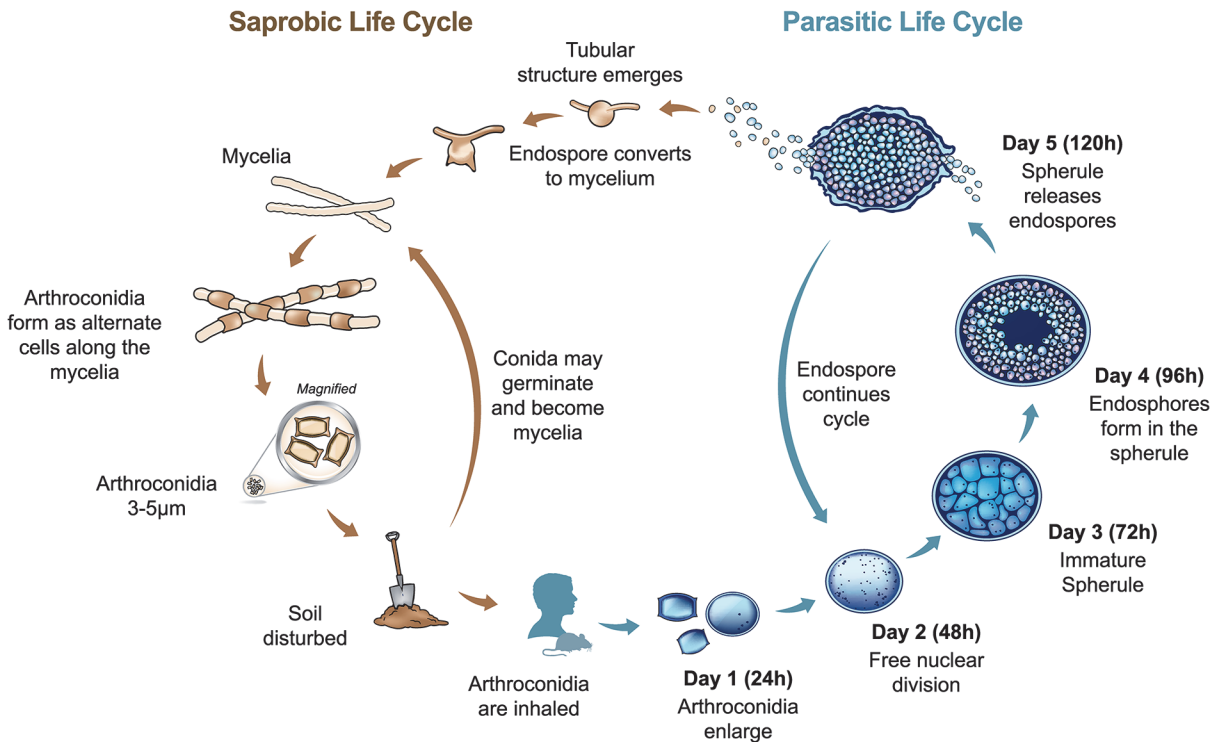 Saprobic Life Cycle
Parasitic Life Cycle
Tubular
structure emerges
Endospore converts
to mycelium
Mycelia
Arthroconidia
form as alternate
cells along the
mycelia
Magnified
Arthroconidia
3-5µm
Conida may
germinate
and become
mycelia
Soil
disturbed
Arthroconidia
are inhaled
Day 1 (24h)
Arthroconidia
enlarge
Day 2 (48h)
Free nuclear
division
Day 3 (72h)
Immature
Spherule
Day 4 (96h)
Endosphores
form in the
spherule
Day 5 (120h)
Spherule
releases
endospores
Endospore
continues
cycle